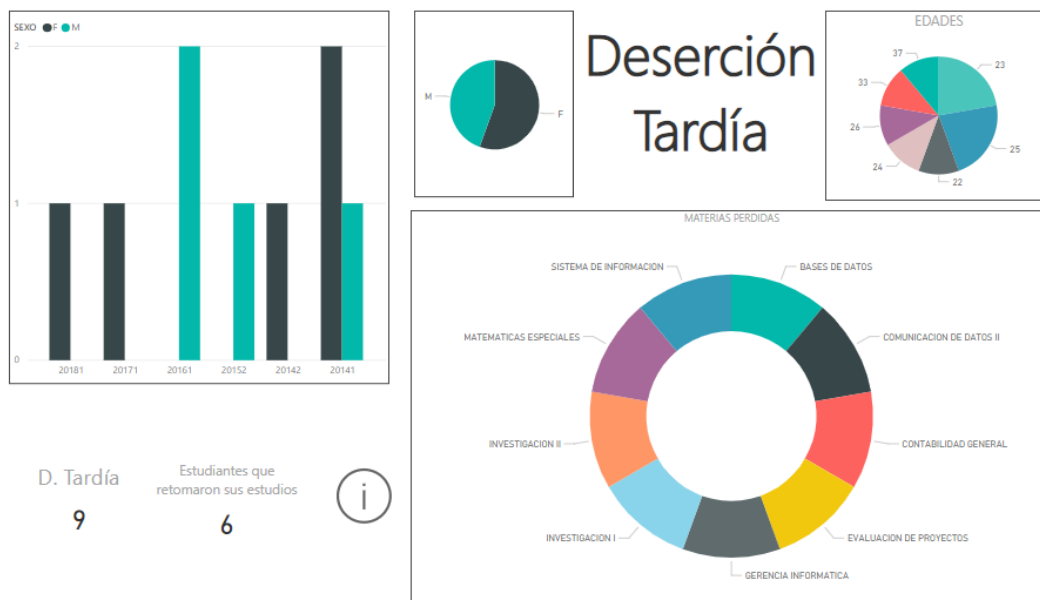 SEXO F M
2
1
0
20181 20171 20161 20152 20142 20141
M
F
Deserción
Tardía
EDADES
37
23
33
26
25
24
22
MATERIAS PERDIDAS
SISTEMA DE INFORMACION
BASES DE DATOS
MATEMATICAS ESPECIALES
COMUNICACION DE DATOS II
INVESTIGACION II
CONTABILIDAD GENERAL
INVESTIGACION I
EVALUACION DE PROYECTOS
GERENCIA INFORMATICA
D. Tardía
9
Estudiantes que
retomaron sus estudios
6
i